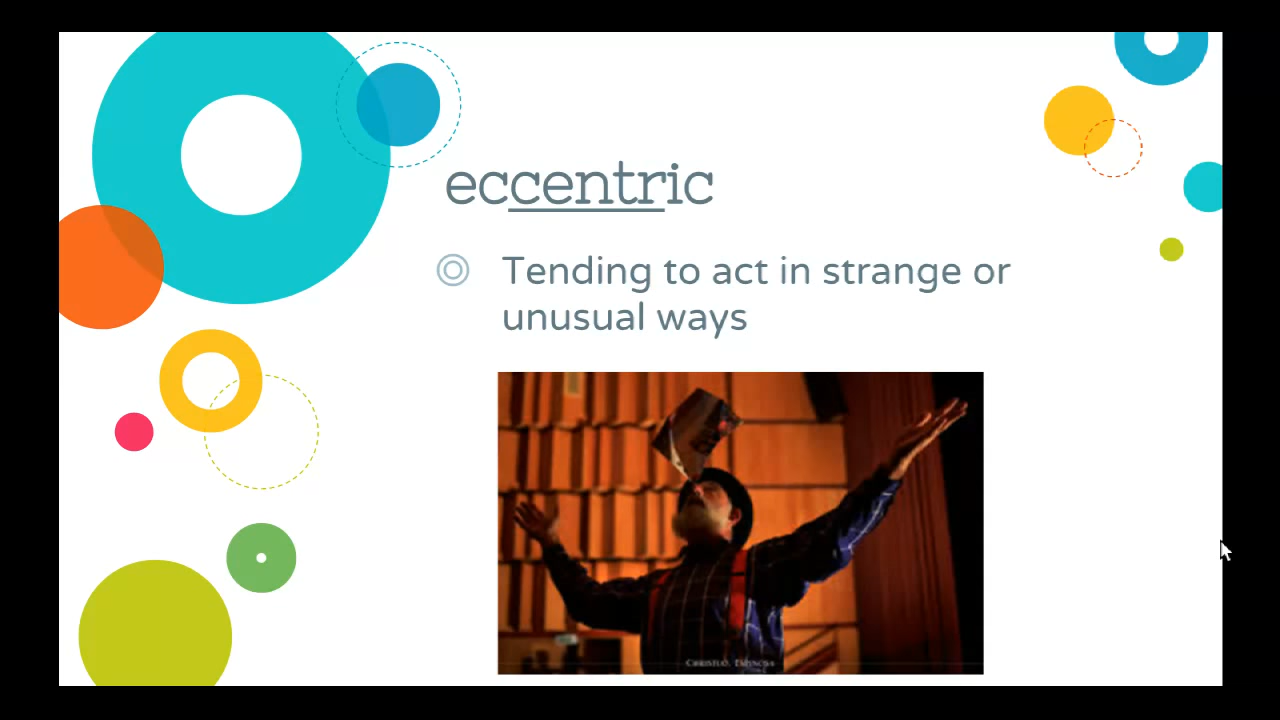 eccentric
Tending to act in strange or
unusual ways